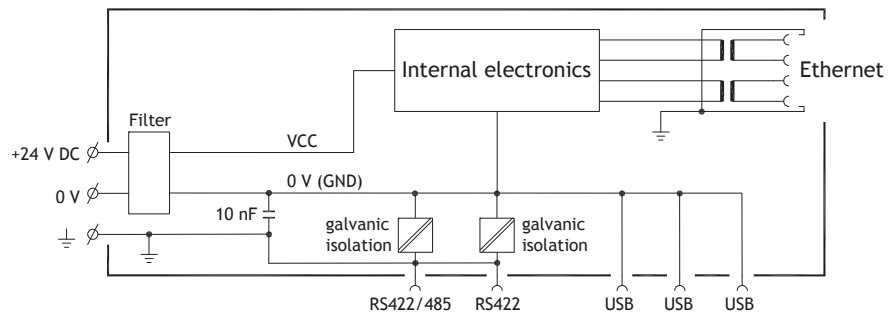 Internal electronics
Ethernet
Filter
+24 V DC
VCC
0 V
0 V (GND)
10 nF
galvanic
isolation
galvanic
isolation
RS422/485
RS422
USB
USB
USB